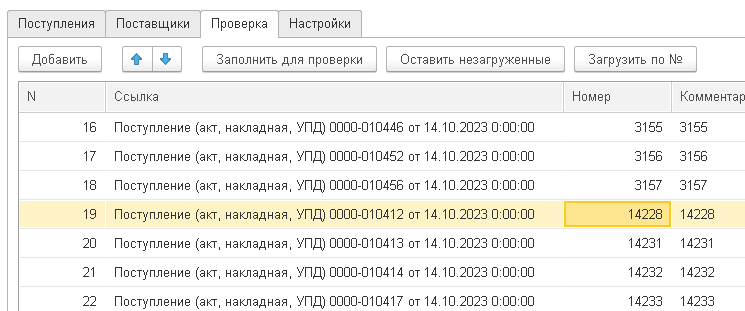 Поступления Поставщики Проверка Настройки
Добавить Заполнить для проверки Оставить незагруженные Загрузить по №
N Ссылка Номер Комментар
16 Поступление (акт, накладная, УПД) 0000-010446 от 14.10.2023 0:00:00 3155 3155
17 Поступление (акт, накладная, УПД) 0000-010452 от 14.10.2023 0:00:00 3156 3156
18 Поступление (акт, накладная, УПД) 0000-010456 от 14.10.2023 0:00:00 3157 3157
19 Поступление (акт, накладная, УПД) 0000-010412 от 14.10.2023 0:00:00 14228 14228
20 Поступление (акт, накладная, УПД) 0000-010413 от 14.10.2023 0:00:00 14231 14231
21 Поступление (акт, накладная, УПД) 0000-010414 от 14.10.2023 0:00:00 14232 14232
22 Поступление (акт, накладная, УПД) 0000-010417 от 14.10.2023 0:00:00 14233 14233